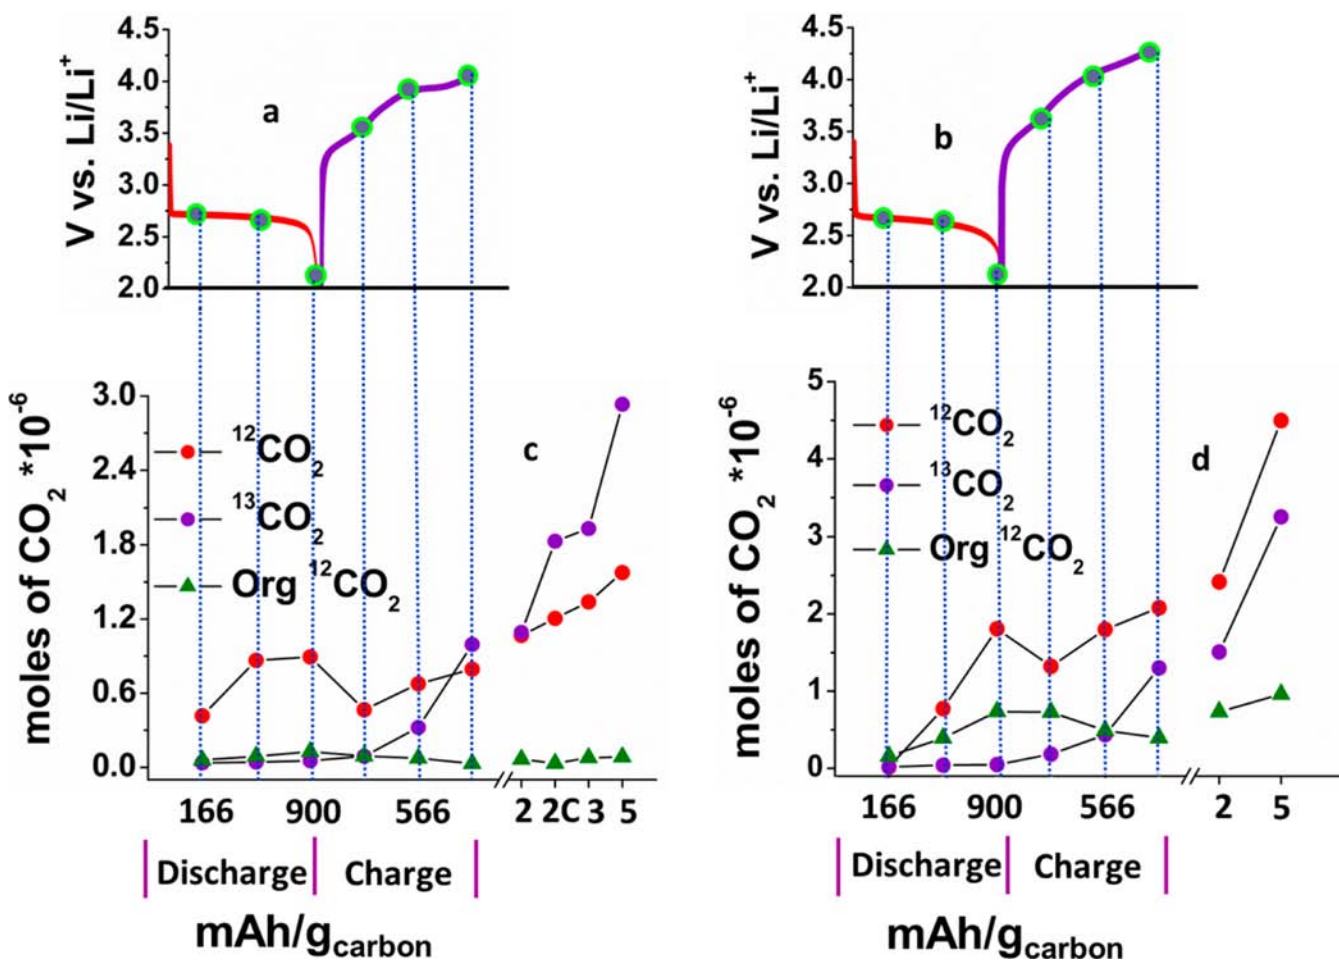 4.5
4.0
3.5
3.0
2.5
2.0
V vs. Li/Li⁺
a
4.5
4.0
3.5
3.0
2.5
2.0
V vs. Li/Li⁺
b
3.0
2.4
1.8
1.2
0.6
0.0
moles of CO₂ *10⁻⁶
¹²CO₂
¹³CO₂
Org ¹²CO₂
c
166 900 566 2 2C 3 5
Discharge Charge
mAh/g_carbon
5
4
3
2
1
0
moles of CO₂ *10⁻⁶
¹²CO₂
¹³CO₂
Org ¹²CO₂
d
166 900 566 2 5
Discharge Charge
mAh/g_carbon